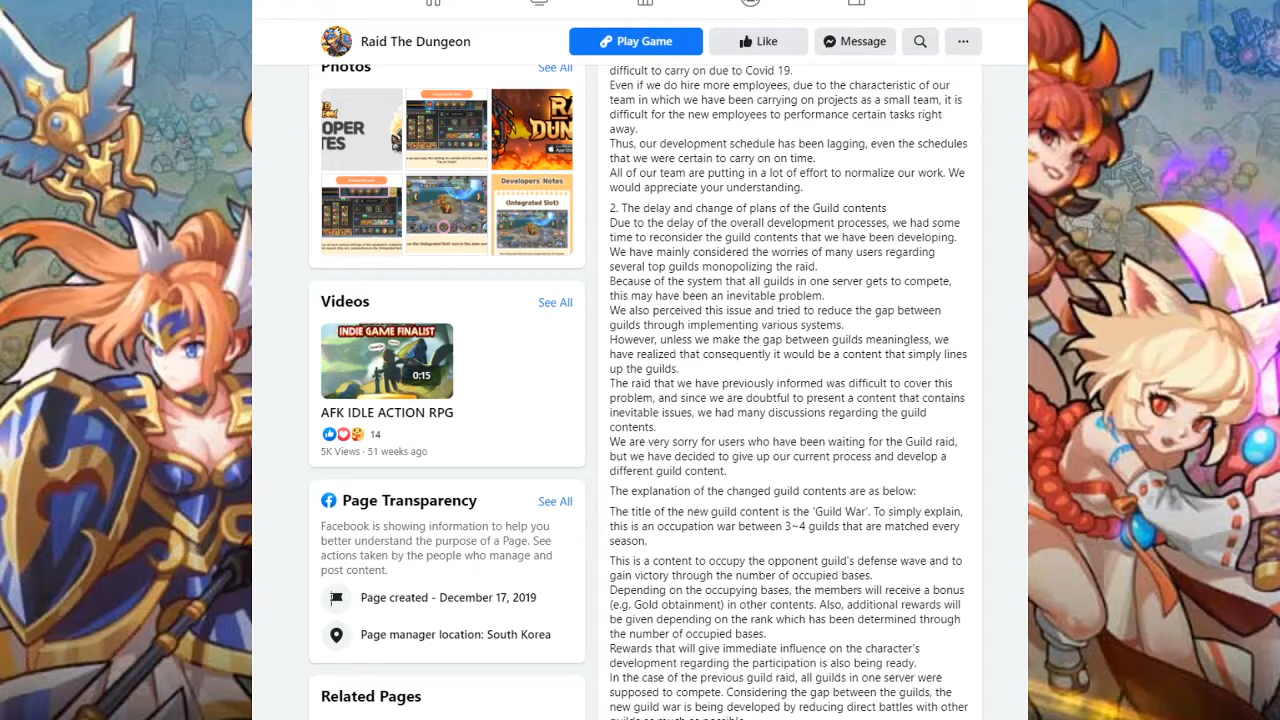 Raid The Dungeon
Play Game
Like
Message
Photos
See All
OPER
TES
Developers' Notes
(Integrated Slot)
Videos
See All
INDIE GAME FINALIST
0:15
AFK IDLE ACTION RPG
14
5K Views · 51 weeks ago
Page Transparency
See All
Facebook is showing information to help you
better understand the purpose of a Page. See
actions taken by the people who manage and
post content.
Page created - December 17, 2019
Page manager location: South Korea
Related Pages
difficult to carry on due to Covid 19.
Even if we do hire more employees, due to the characteristic of our
team in which we have been carrying on projects as a small team, it is
difficult for the new employees to performance certain tasks right
away.
Thus, our development schedule has been lagging, even the schedules
that we were certain to carry on on time.
All of our team are putting in a lot of effort to normalize our work. We
would appreciate your understanding.
2. The delay and change of plans of the Guild contents
Due to the delay of the overall development processes, we had some
time to reconsider the guild contents that we have been developing.
We have mainly considered the worries of many users regarding
several top guilds monopolizing the raid.
Because of the system that all guilds in one server gets to compete,
this may have been an inevitable problem.
We also perceived this issue and tried to reduce the gap between
guilds through implementing various systems.
However, unless we make the gap between guilds meaningless, we
have realized that consequently it would be a content that simply lines
up the guilds.
The raid that we have previously informed was difficult to cover this
problem, and since we are doubtful to present a content that contains
inevitable issues, we had many discussions regarding the guild
contents.
We are very sorry for users who have been waiting for the Guild raid,
but we have decided to give up our current process and develop a
different guild content.
The explanation of the changed guild contents are as below:
The title of the new guild content is the 'Guild War'. To simply explain,
this is an occupation war between 3~4 guilds that are matched every
season.
This is a content to occupy the opponent guild's defense wave and to
gain victory through the number of occupied bases.
Depending on the occupying bases, the members will receive a bonus
(e.g. Gold obtainment) in other contents. Also, additional rewards will
be given depending on the rank which has been determined through
the number of occupied bases.
Rewards that will give immediate influence on the character's
development regarding the participation is also being ready.
In the case of the previous guild raid, all guilds in one server were
supposed to compete. Considering the gap between the guilds, the
new guild war is being developed by reducing direct battles with other
guilds as much as possible.